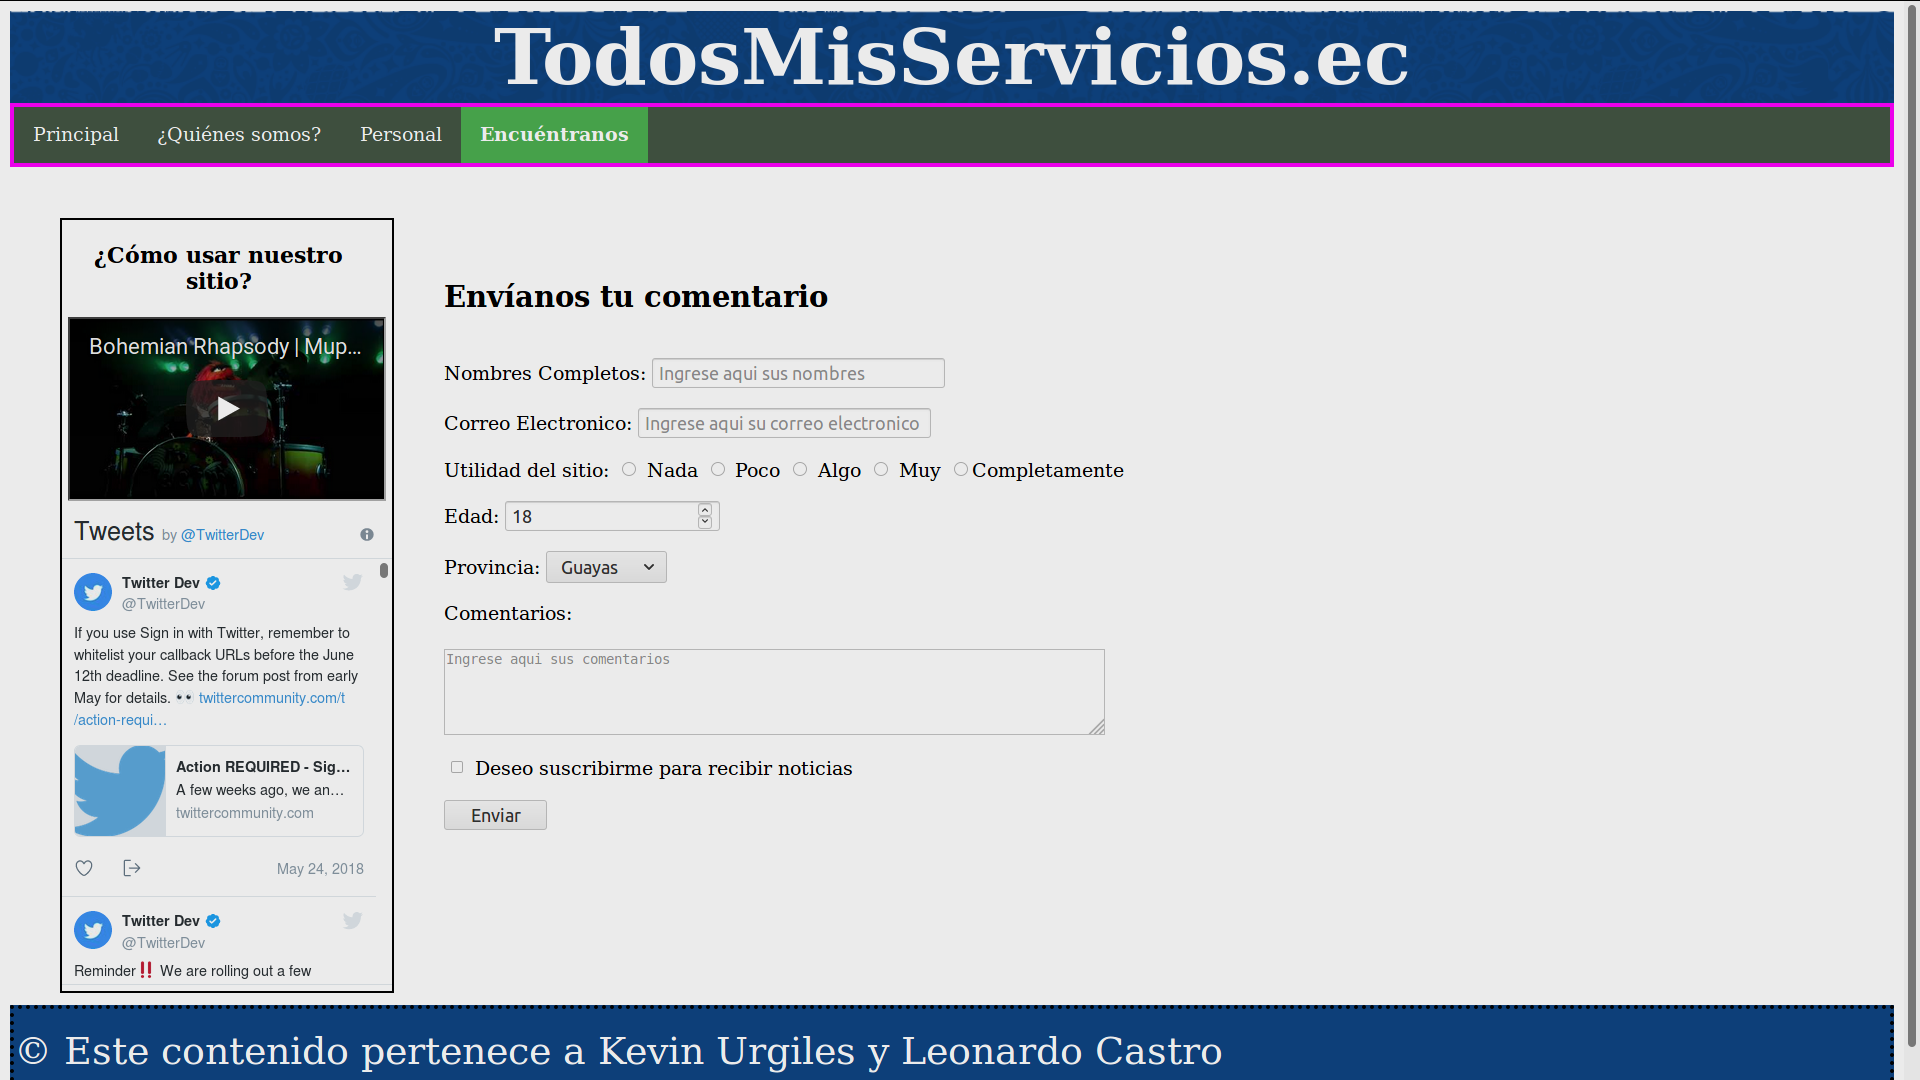 TodosMisServicios.ec
Principal ¿Quiénes somos? Personal Encuéntranos
¿Cómo usar nuestro
sitio?
Bohemian Rhapsody | Mup...
Tweets by @TwitterDev
Twitter Dev
@TwitterDev
If you use Sign in with Twitter, remember to
whitelist your callback URLs before the June
12th deadline. See the forum post from early
May for details. 👀 twittercommunity.com/t
/action-requi…
Action REQUIRED - Sig...
A few weeks ago, we an...
twittercommunity.com
May 24, 2018
Twitter Dev
@TwitterDev
Reminder‼️ We are rolling out a few
Envíanos tu comentario
Nombres Completos: Ingrese aqui sus nombres
Correo Electronico: Ingrese aqui su correo electronico
Utilidad del sitio: Nada Poco Algo Muy Completamente
Edad: 18
Provincia: Guayas
Comentarios:
Ingrese aqui sus comentarios
Deseo suscribirme para recibir noticias
Enviar
© Este contenido pertenece a Kevin Urgiles y Leonardo Castro